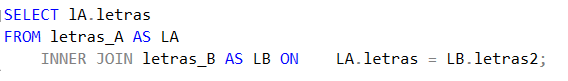 SELECT lA.letras
FROM letras_A AS LA
INNER JOIN letras_B AS LB ON LA.letras = LB.letras2;